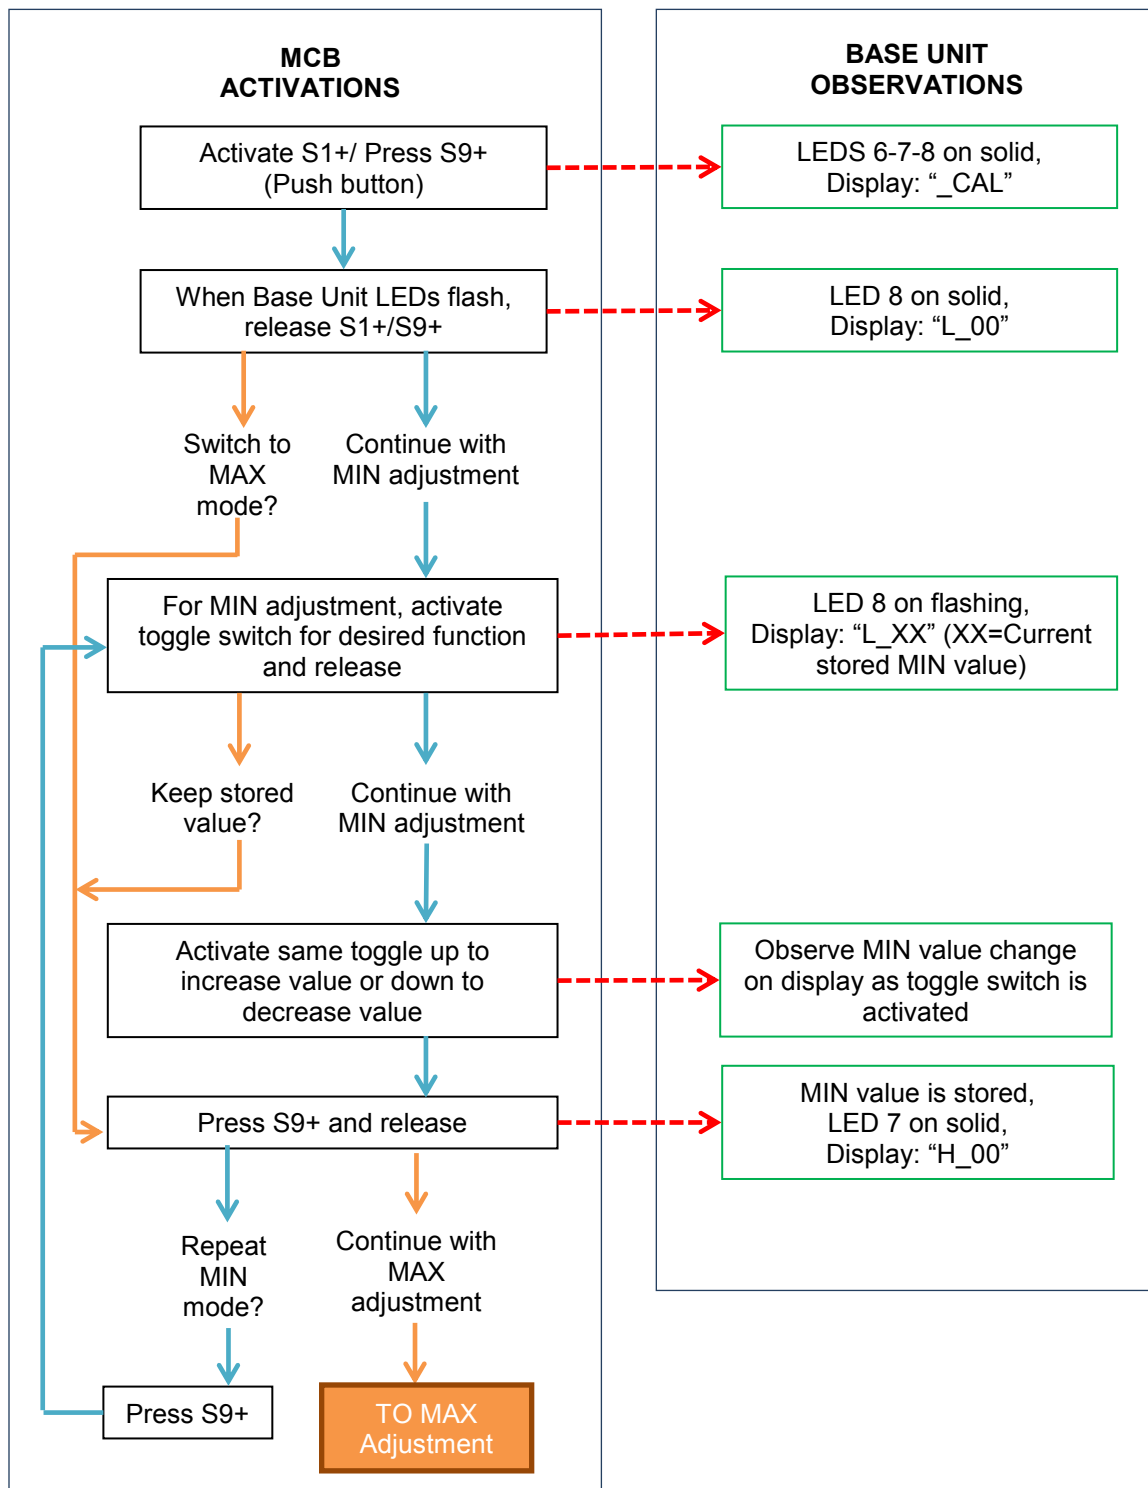 MCB
ACTIVATIONS
BASE UNIT
OBSERVATIONS
Activate S1+/ Press S9+
(Push button)
LEDS 6-7-8 on solid,
Display: “_CAL”
When Base Unit LEDs flash,
release S1+/S9+
LED 8 on solid,
Display: “L_00”
Switch to
MAX
mode?
Continue with
MIN adjustment
For MIN adjustment, activate
toggle switch for desired function
and release
LED 8 on flashing,
Display: “L_XX” (XX=Current
stored MIN value)
Keep stored
value?
Continue with
MIN adjustment
Activate same toggle up to
increase value or down to
decrease value
Observe MIN value change
on display as toggle switch is
activated
Press S9+ and release
MIN value is stored,
LED 7 on solid,
Display: “H_00”
Repeat
MIN
mode?
Continue with
MAX
adjustment
Press S9+
TO MAX
Adjustment